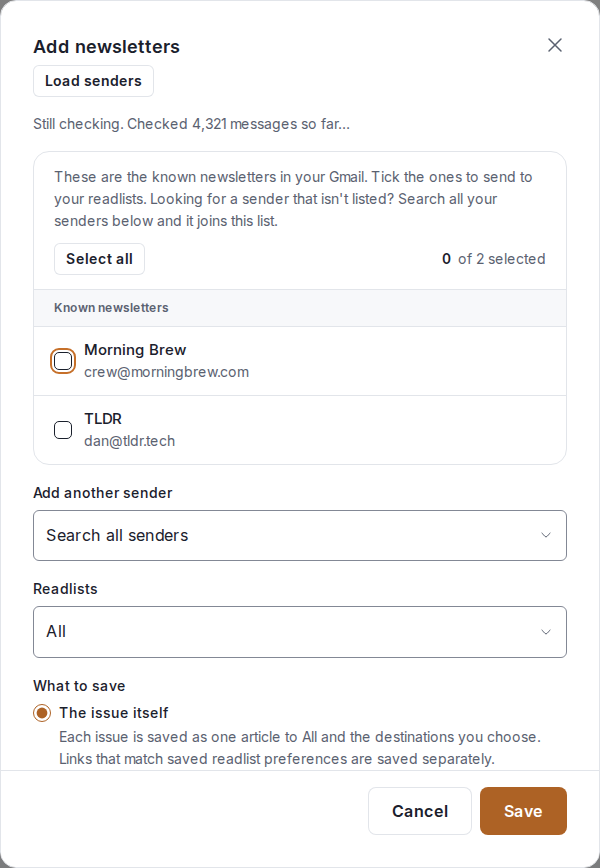 Add newsletters
Load senders
Still checking. Checked 4,321 messages so far...
These are the known newsletters in your Gmail. Tick the ones to send to
your readlists. Looking for a sender that isn't listed? Search all your
senders below and it joins this list.
Select all
0 of 2 selected
Known newsletters
Morning Brew
crew@morningbrew.com
TLDR
dan@tldr.tech
Add another sender
Search all senders
Readlists
All
What to save
The issue itself
Each issue is saved as one article to All and the destinations you choose.
Links that match saved readlist preferences are saved separately.
Cancel
Save